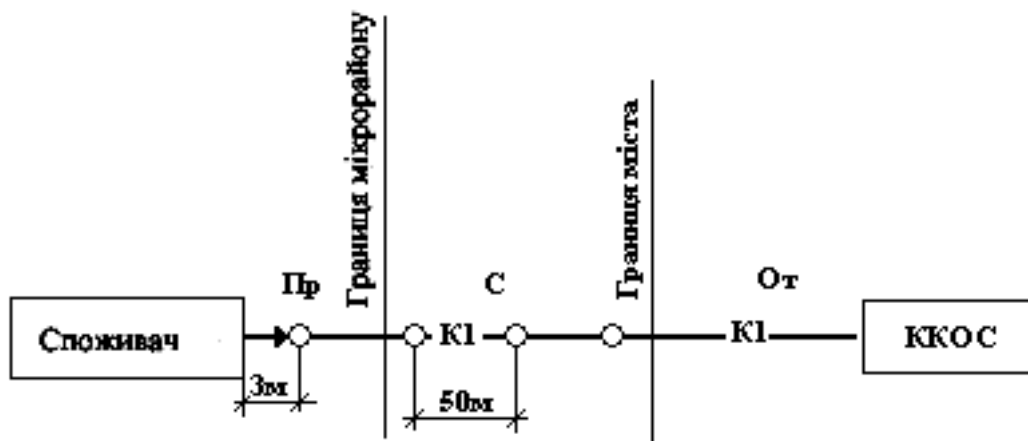 Границя мікрорайону
Границя міста
Пр
С
От
Споживач
К1
К1
ККОС
3м
50м